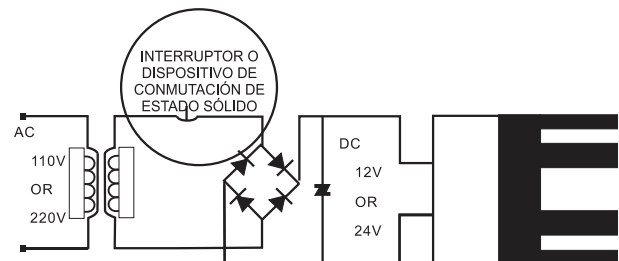 INTERRUPTOR O
DISPOSITIVO DE
CONMUTACIÓN DE
ESTADO SÓLIDO
AC
110V
OR
220V
DC
12V
OR
24V